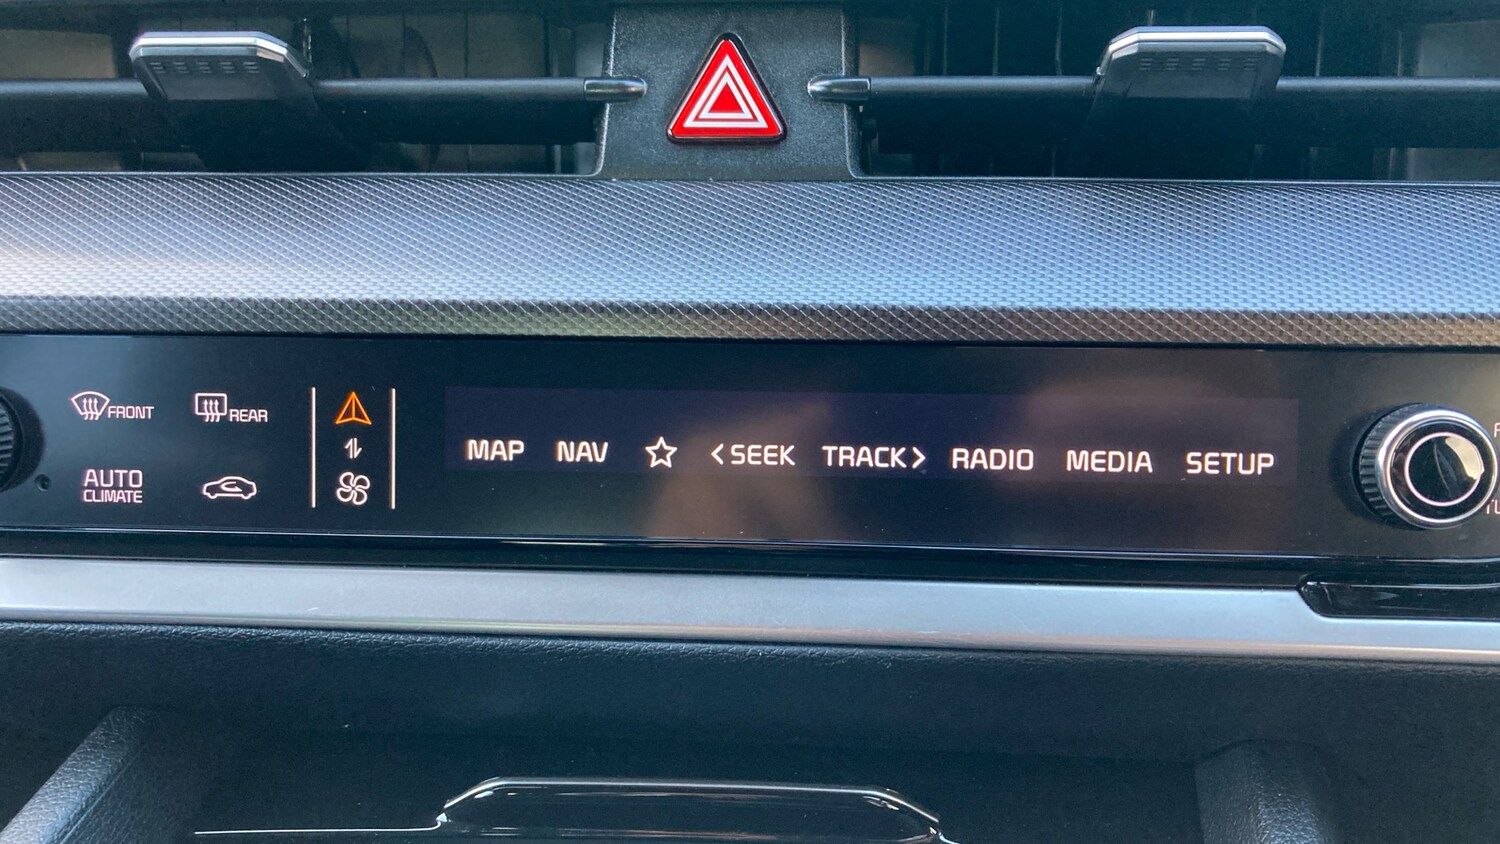 FRONT
REAR
AUTO
CLIMATE
MAP NAV ☆ <SEEK TRACK> RADIO MEDIA SETUP